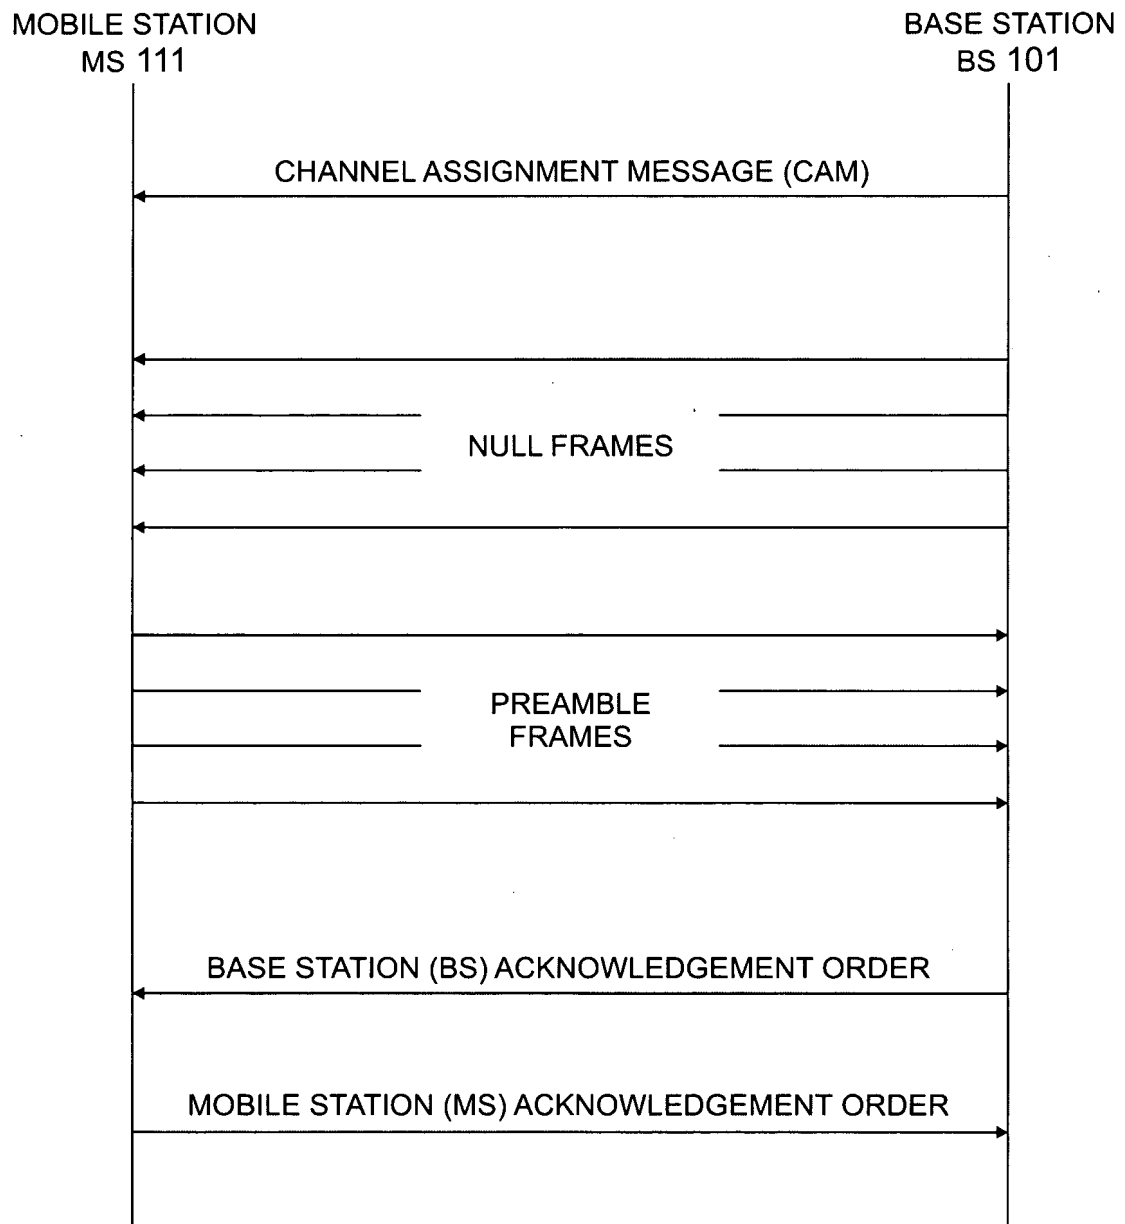 MOBILE STATION
MS 111
BASE STATION
BS 101
CHANNEL ASSIGNMENT MESSAGE (CAM)
NULL FRAMES
PREAMBLE
FRAMES
BASE STATION (BS) ACKNOWLEDGEMENT ORDER
MOBILE STATION (MS) ACKNOWLEDGEMENT ORDER